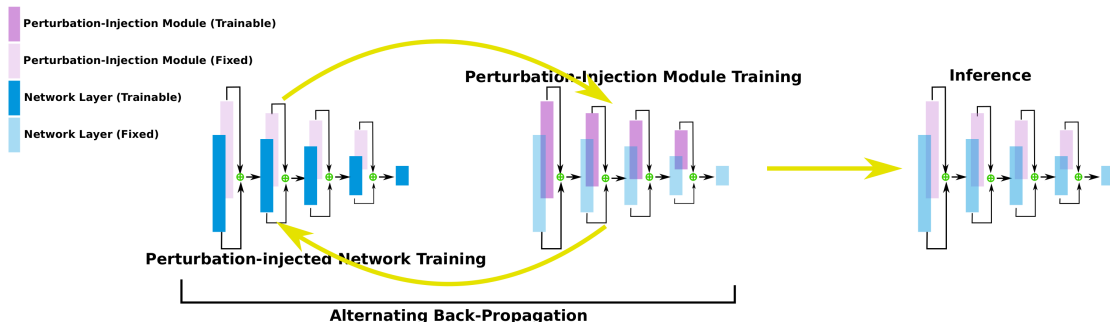 Perturbation-Injection Module (Trainable)
Perturbation-Injection Module (Fixed)
Network Layer (Trainable)
Network Layer (Fixed)
Perturbation-Injection Module Training
Inference
Perturbation-injected Network Training
Alternating Back-Propagation